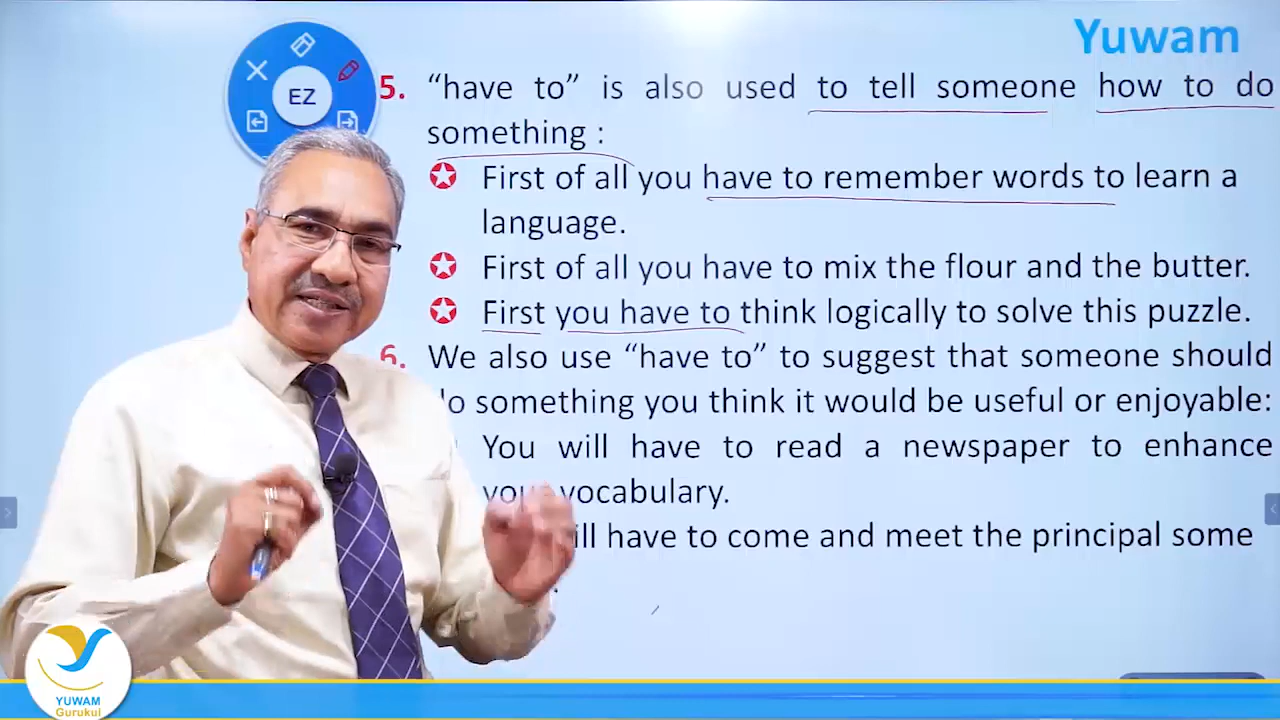 Yuwam
EZ
5. “have to” is also used to tell someone how to do
something :
First of all you have to remember words to learn a
language.
First of all you have to mix the flour and the butter.
First you have to think logically to solve this puzzle.
6. We also use “have to” to suggest that someone should
do something you think it would be useful or enjoyable:
You will have to read a newspaper to enhance
your vocabulary.
will have to come and meet the principal some
YUWAM
Gurukul